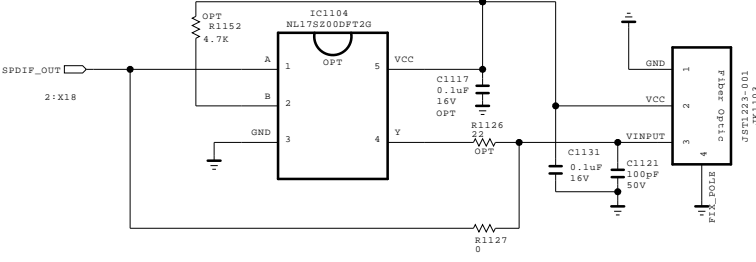 OPT
R1152
4.7K
IC1104
NL17SZ00DFT2G
OPT
SPDIF_OUT
2:X18
A
1
B
2
GND
3
5
VCC
4
Y
C1117
0.1uF
16V
OPT
R1126
22
OPT
R1127
0
C1131
0.1uF
16V
C1121
100pF
50V
GND
1
VCC
2
VINPUT
3
4
FIX_POLE
Fiber Optic
JST1223-001